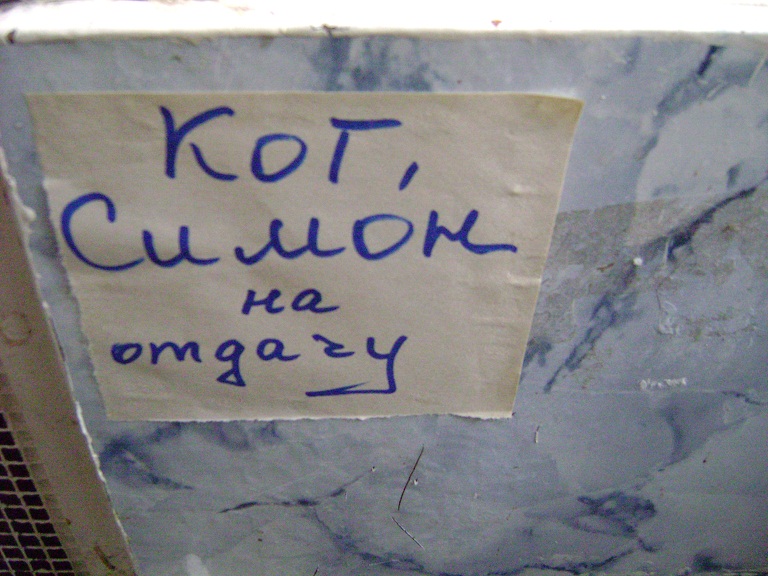 Кот,
Симон
на
отдачу